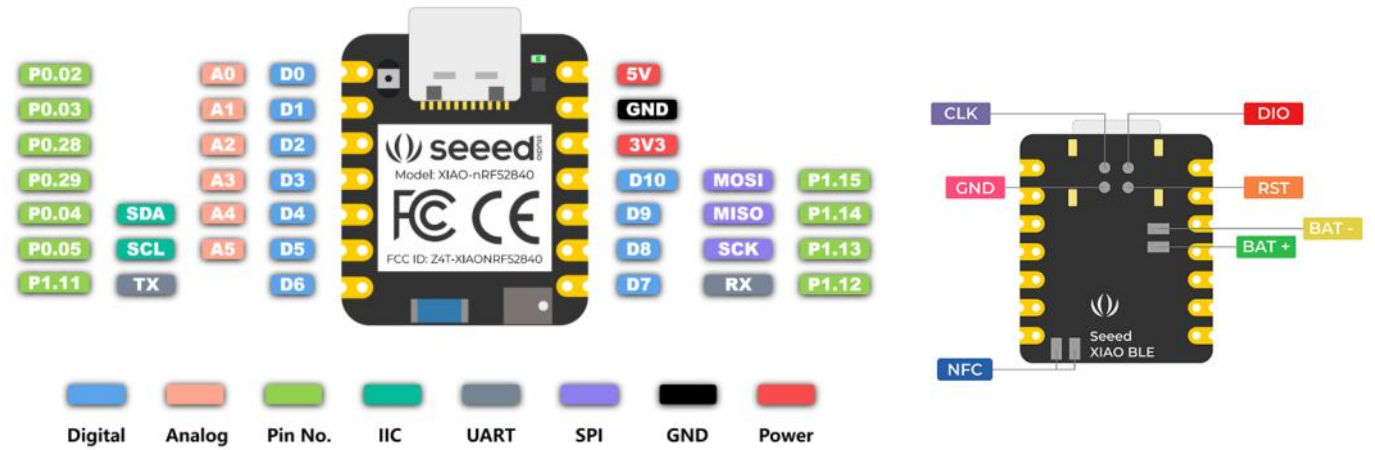 P0.02 A0 D0 5V
P0.03 A1 D1 GND
P0.28 A2 D2 3V3
P0.29 A3 D3 D10 MOSI P1.15
P0.04 SDA A4 D4 D9 MISO P1.14
P0.05 SCL A5 D5 D8 SCK P1.13
P1.11 TX D6 D7 RX P1.12
seeed studio
Model: XIAO-nRF52840
FC CE
FCC ID: Z4T-XIAONRF52840
CLK DIO
GND RST
BAT -
BAT +
Seeed
XIAO BLE
NFC
Digital Analog Pin No. IIC UART SPI GND Power